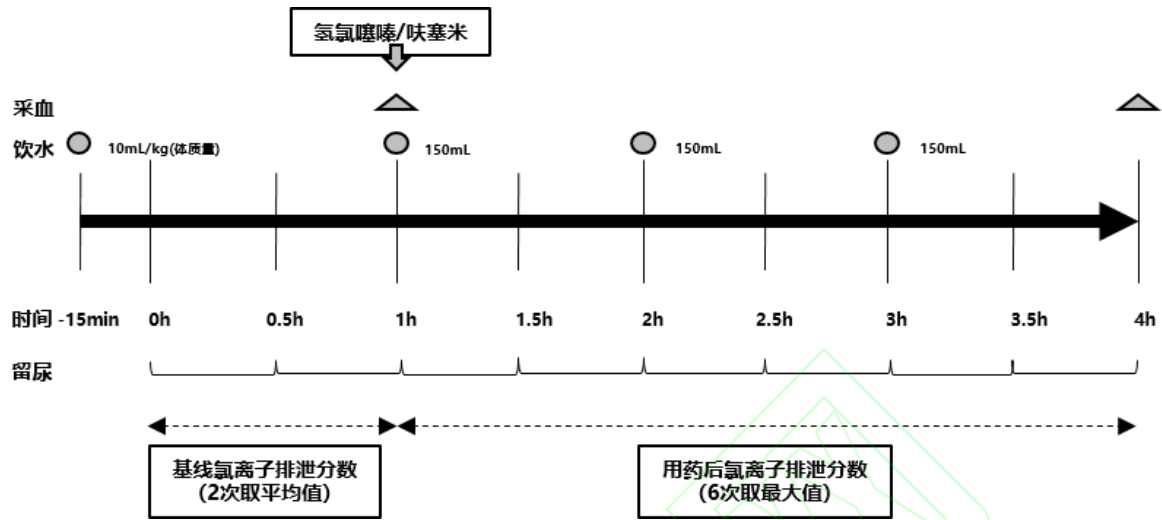 氢氯噻嗪/呋塞米
采血
饮水 10mL/kg(体质量) 150mL 150mL 150mL
时间 -15min 0h 0.5h 1h 1.5h 2h 2.5h 3h 3.5h 4h
留尿
基线氯离子排泄分数
(2次取平均值)
用药后氯离子排泄分数
(6次取最大值)